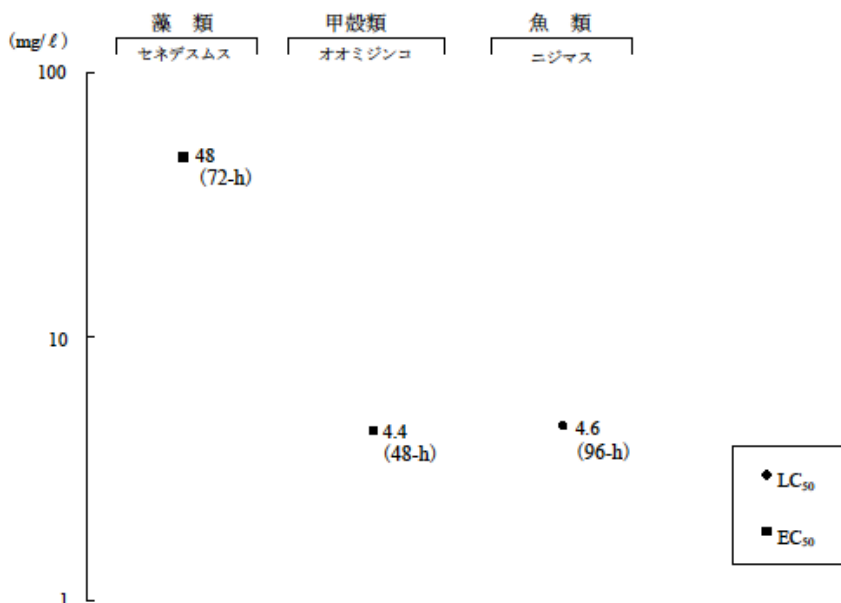 藻 類
甲殻類
魚 類
(mg/ℓ)
セネデスムス
オオミジンコ
ニジマス
100
48
(72-h)
10
4.4
(48-h)
4.6
(96-h)
LC₅₀
EC₅₀
1